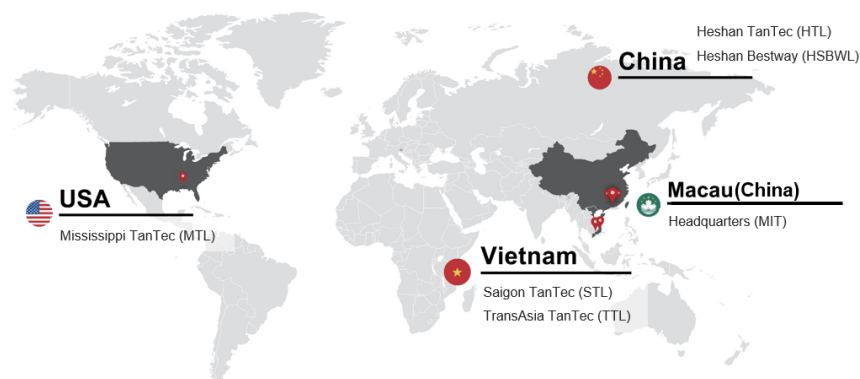 Heshan TanTec (HTL)
China
Heshan Bestway (HSBWL)
USA
Macau(China)
Mississippi TanTec (MTL)
Headquarters (MIT)
Vietnam
Saigon TanTec (STL)
TransAsia TanTec (TTL)